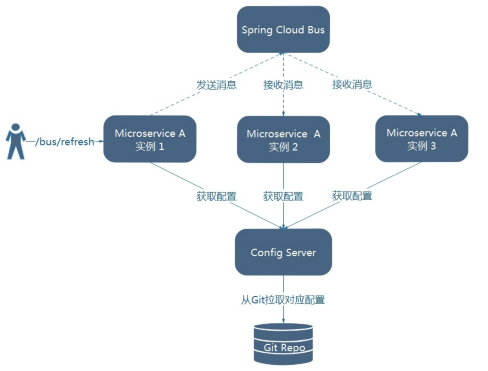 Spring Cloud Bus
发送消息
接收消息
接收消息
/bus/refresh
Microservice A
实例 1
Microservice A
实例 2
Microservice A
实例 3
获取配置
获取配置
获取配置
Config Server
从Git拉取对应配置
Git Repo